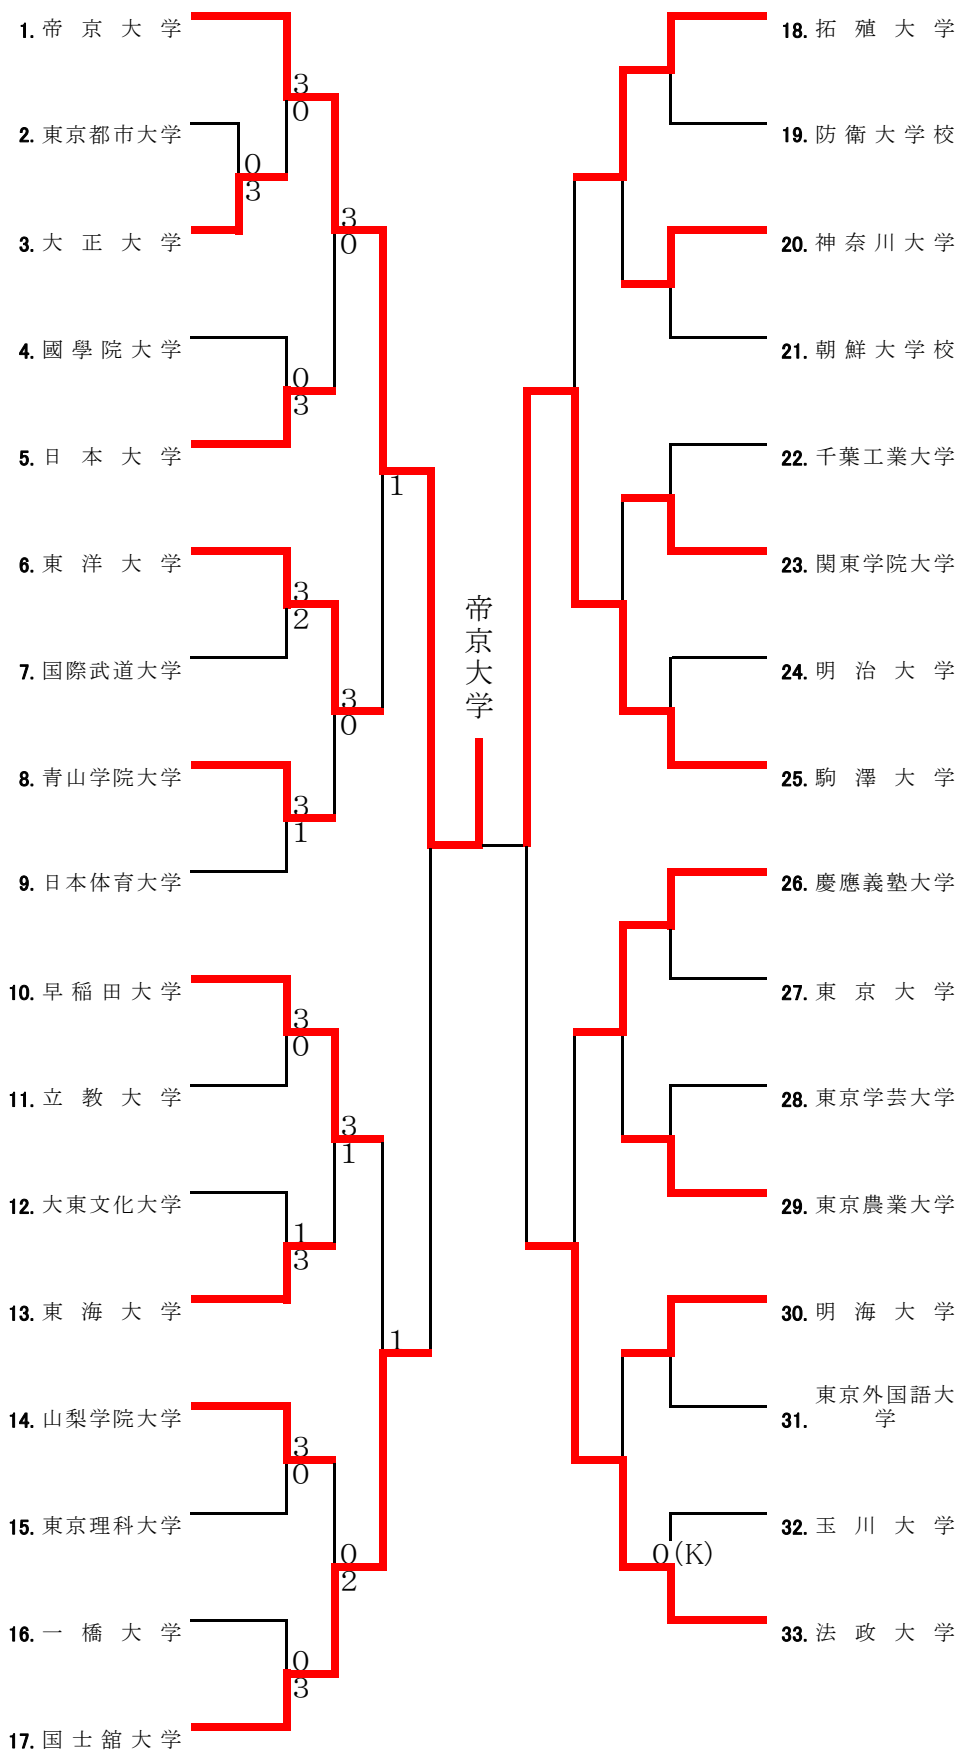 1. 帝京大学
3
0
2. 東京都市大学
0
3
3. 大正大学
3
0
4. 國學院大学
0
3
5. 日本大学
1
6. 東洋大学
3
2
7. 国際武道大学
3
0
8. 青山学院大学
3
1
9. 日本体育大学
10. 早稲田大学
3
0
11. 立教大学
3
1
12. 大東文化大学
1
3
13. 東海大学
1
14. 山梨学院大学
3
0
15. 東京理科大学
0
2
16. 一橋大学
0
3
17. 国士舘大学
帝京大学
18. 拓殖大学
19. 防衛大学校
20. 神奈川大学
21. 朝鮮大学校
22. 千葉工業大学
23. 関東学院大学
24. 明治大学
25. 駒澤大学
26. 慶應義塾大学
27. 東京大学
28. 東京学芸大学
29. 東京農業大学
30. 明海大学
31. 東京外国語大
学
32. 玉川大学
0(K)
33. 法政大学